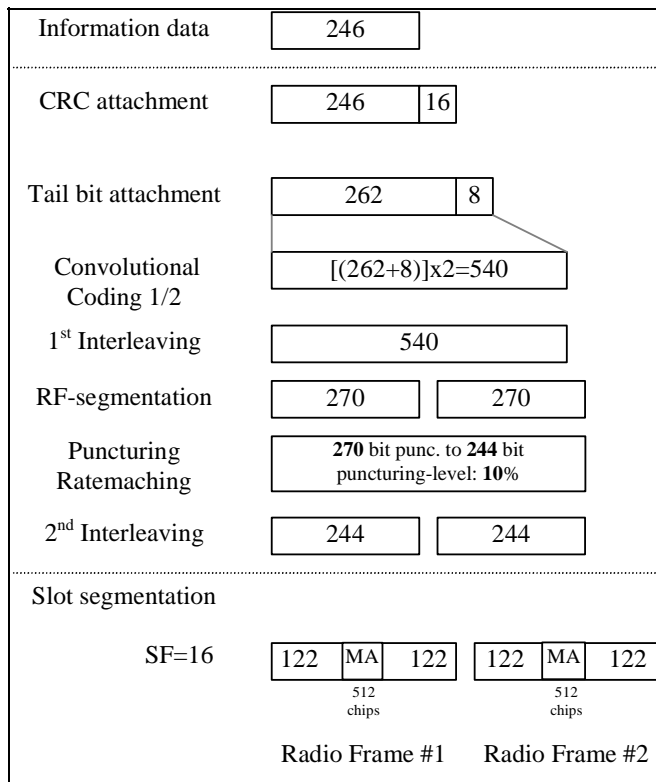 Information data
246
CRC attachment
246 16
Tail bit attachment
262 8
Convolutional
Coding 1/2
[(262+8)]x2=540
1st Interleaving
540
RF-segmentation
270 270
Puncturing
Ratemaching
270 bit punc. to 244 bit
puncturing-level: 10%
2nd Interleaving
244 244
Slot segmentation
SF=16
122 MA 122 122 MA 122
512 512
chips chips
Radio Frame #1 Radio Frame #2